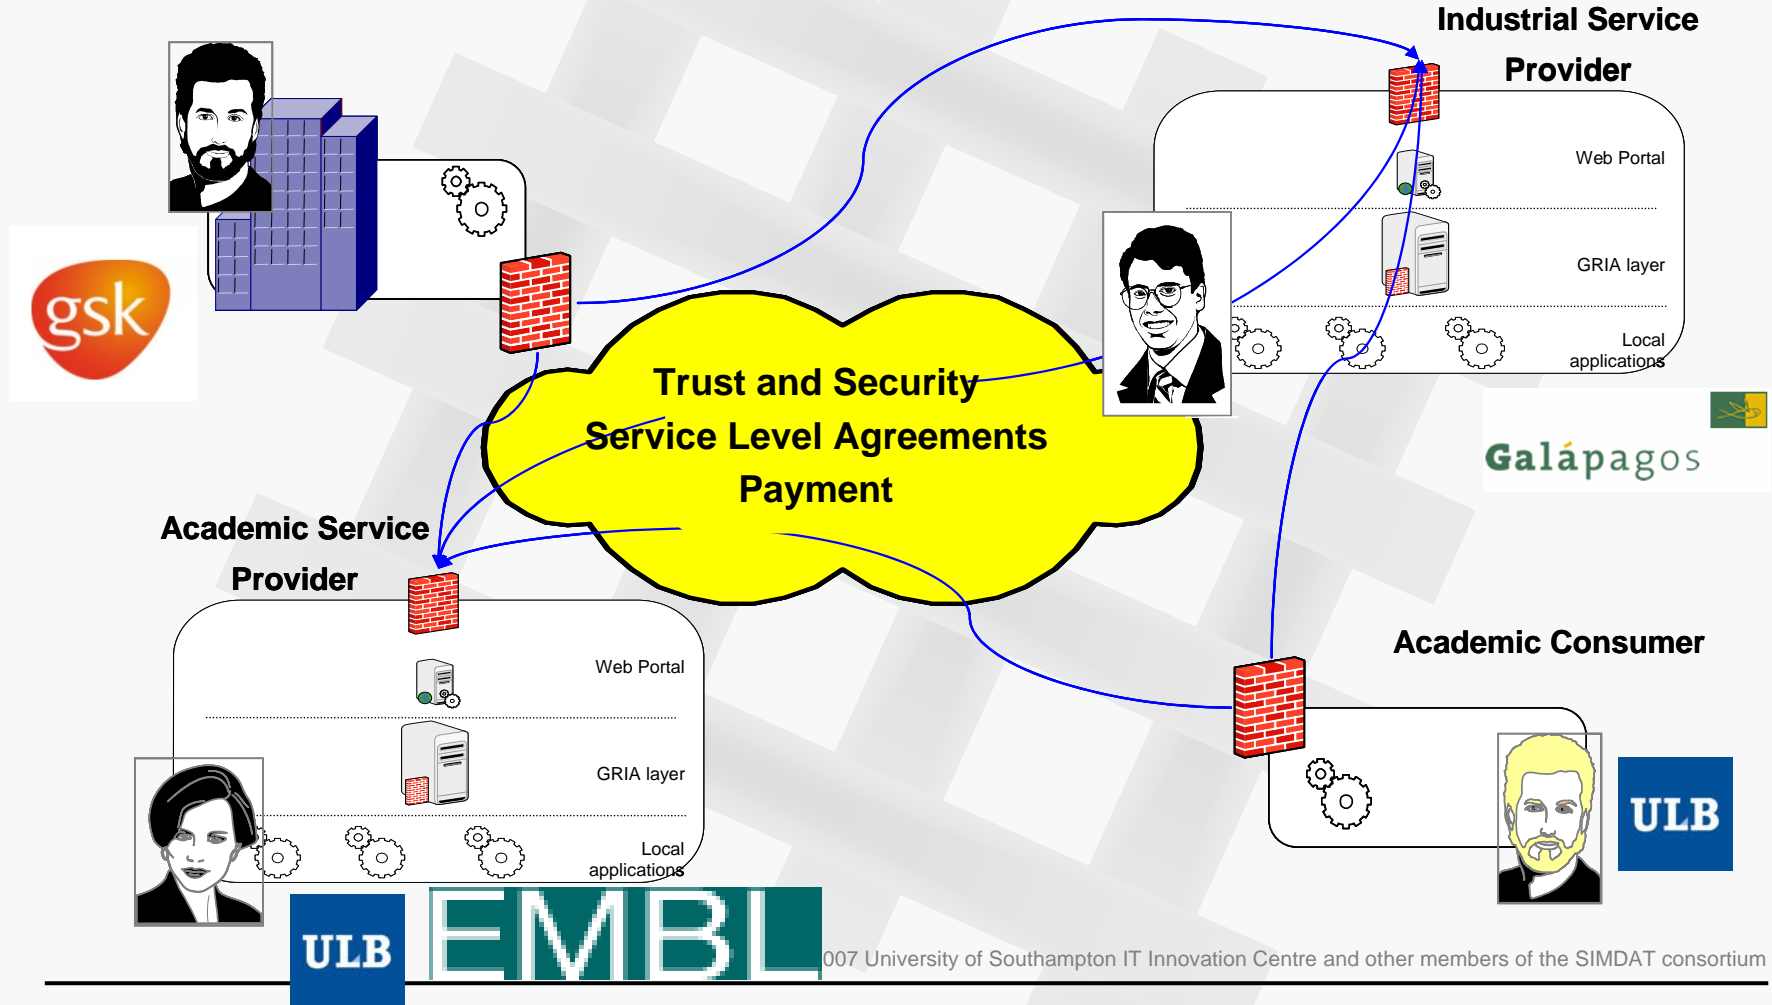 Industrial Service
Provider
Web Portal
GRIA layer
Local
applications
gsk
Trust and Security
Service Level Agreements
Payment
Galápagos
Academic Service
Provider
Web Portal
GRIA layer
Local
applications
Academic Consumer
ULB
ULB
EMBL
007 University of Southampton IT Innovation Centre and other members of the SIMDAT consortium